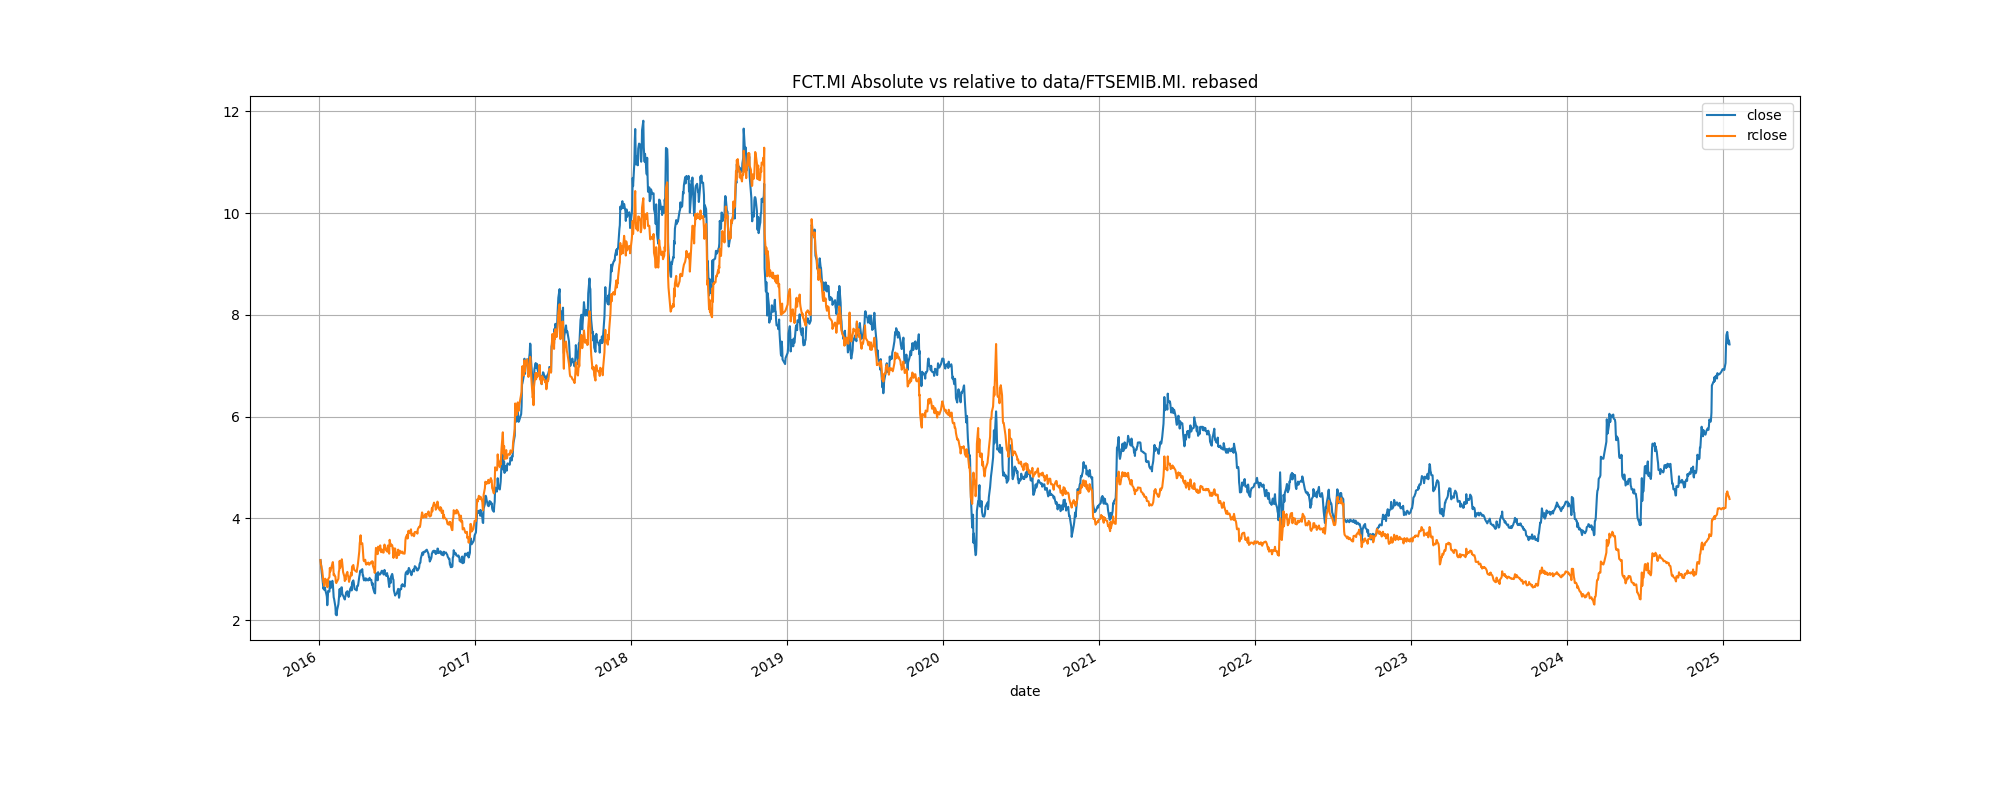 FCT.MI Absolute vs relative to data/FTSEMIB.MI. rebased
close
rclose
12
10
8
6
4
2
2016 2017 2018 2019 2020 2021 2022 2023 2024 2025
date